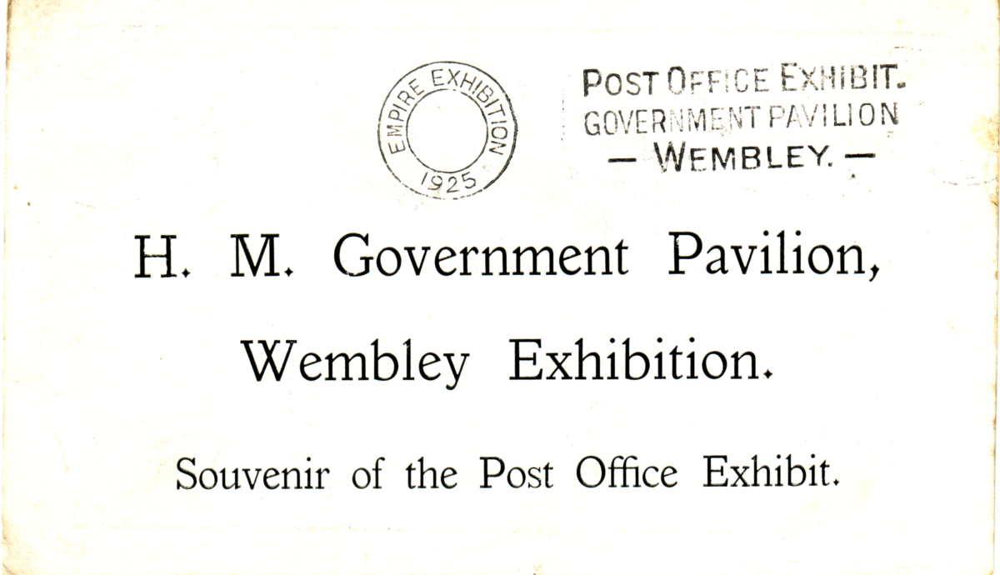 EMPIRE EXHIBITION
1925
POST OFFICE EXHIBIT.
GOVERNMENT PAVILION
— WEMBLEY. —
H. M. Government Pavilion,
Wembley Exhibition.
Souvenir of the Post Office Exhibit.